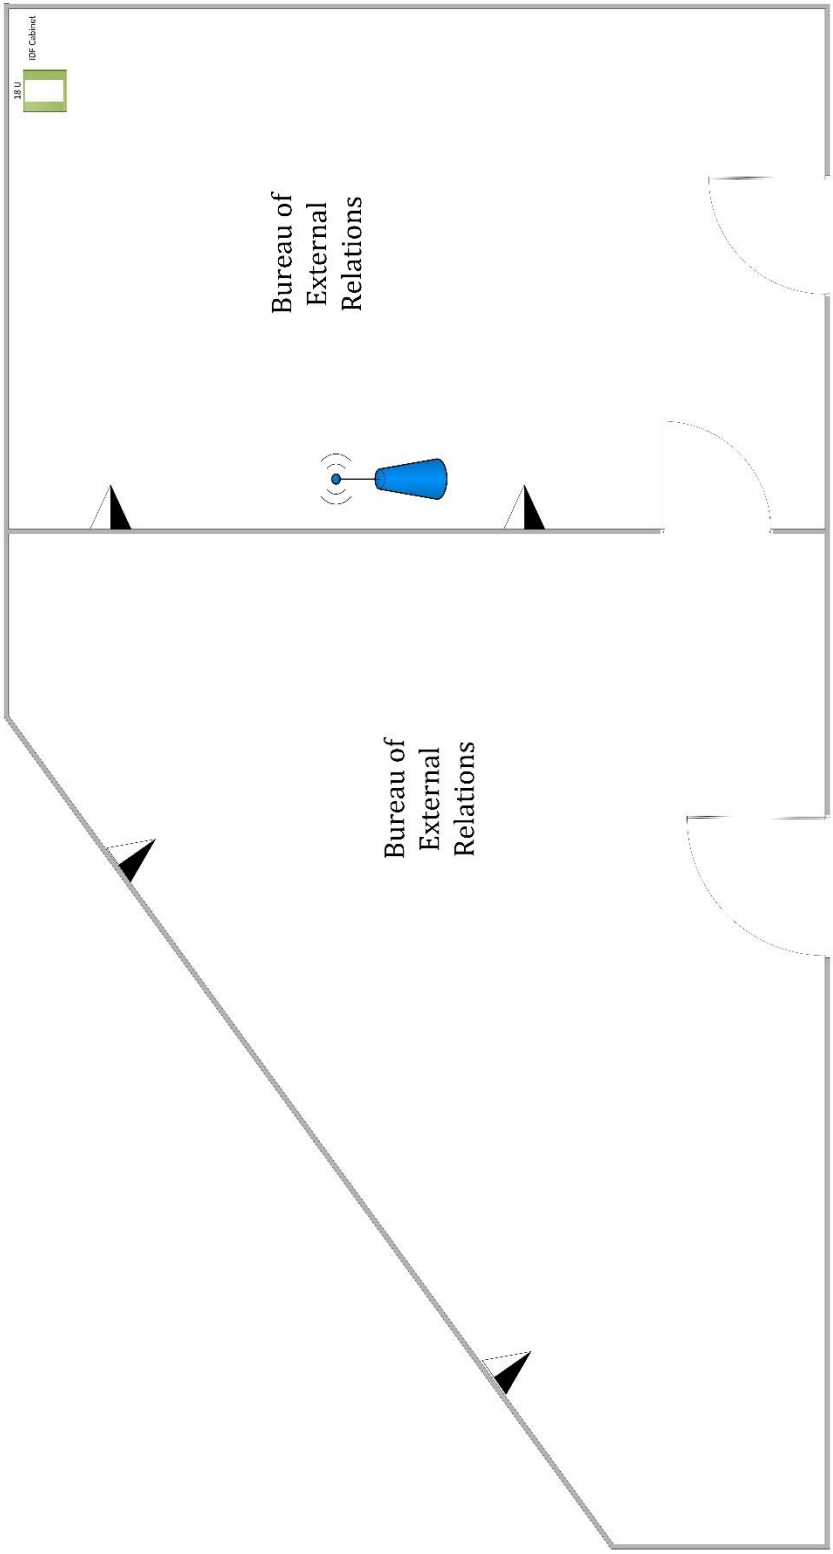 IDF Cabinet
18 U
Bureau of
External
Relations
Bureau of
External
Relations